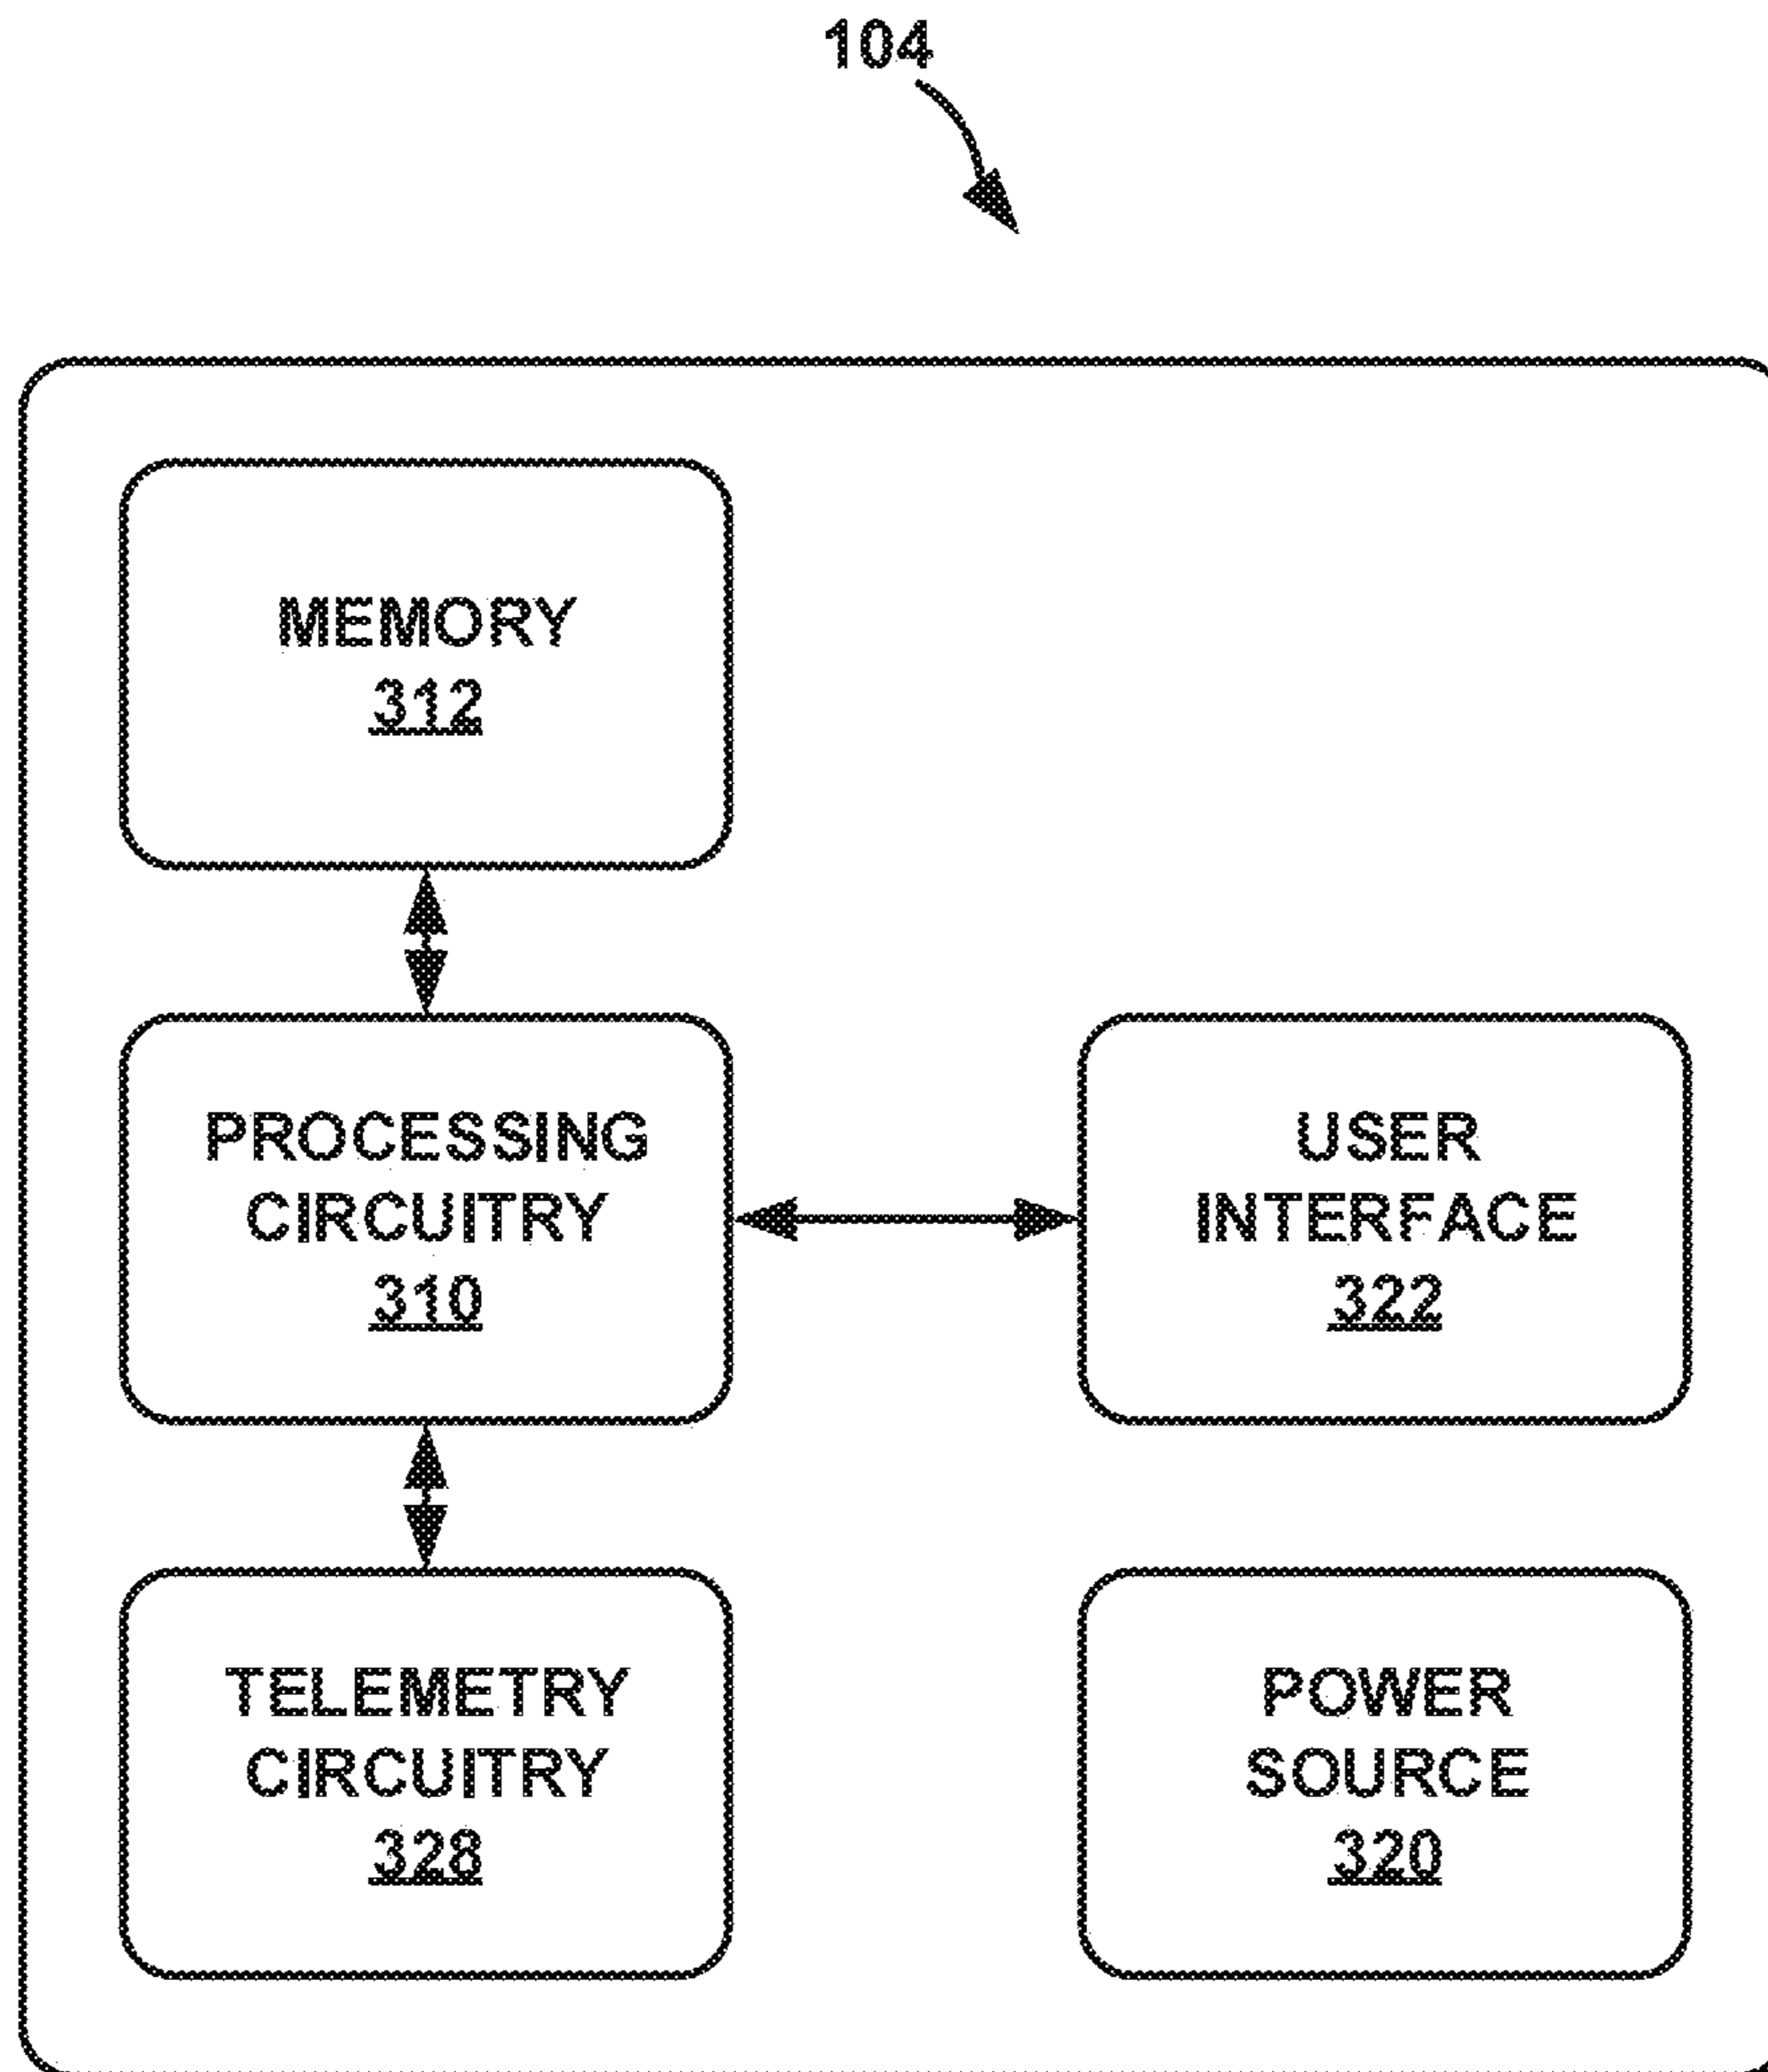 104
MEMORY
312
PROCESSING
CIRCUITRY
310
USER
INTERFACE
322
TELEMETRY
CIRCUITRY
328
POWER
SOURCE
320